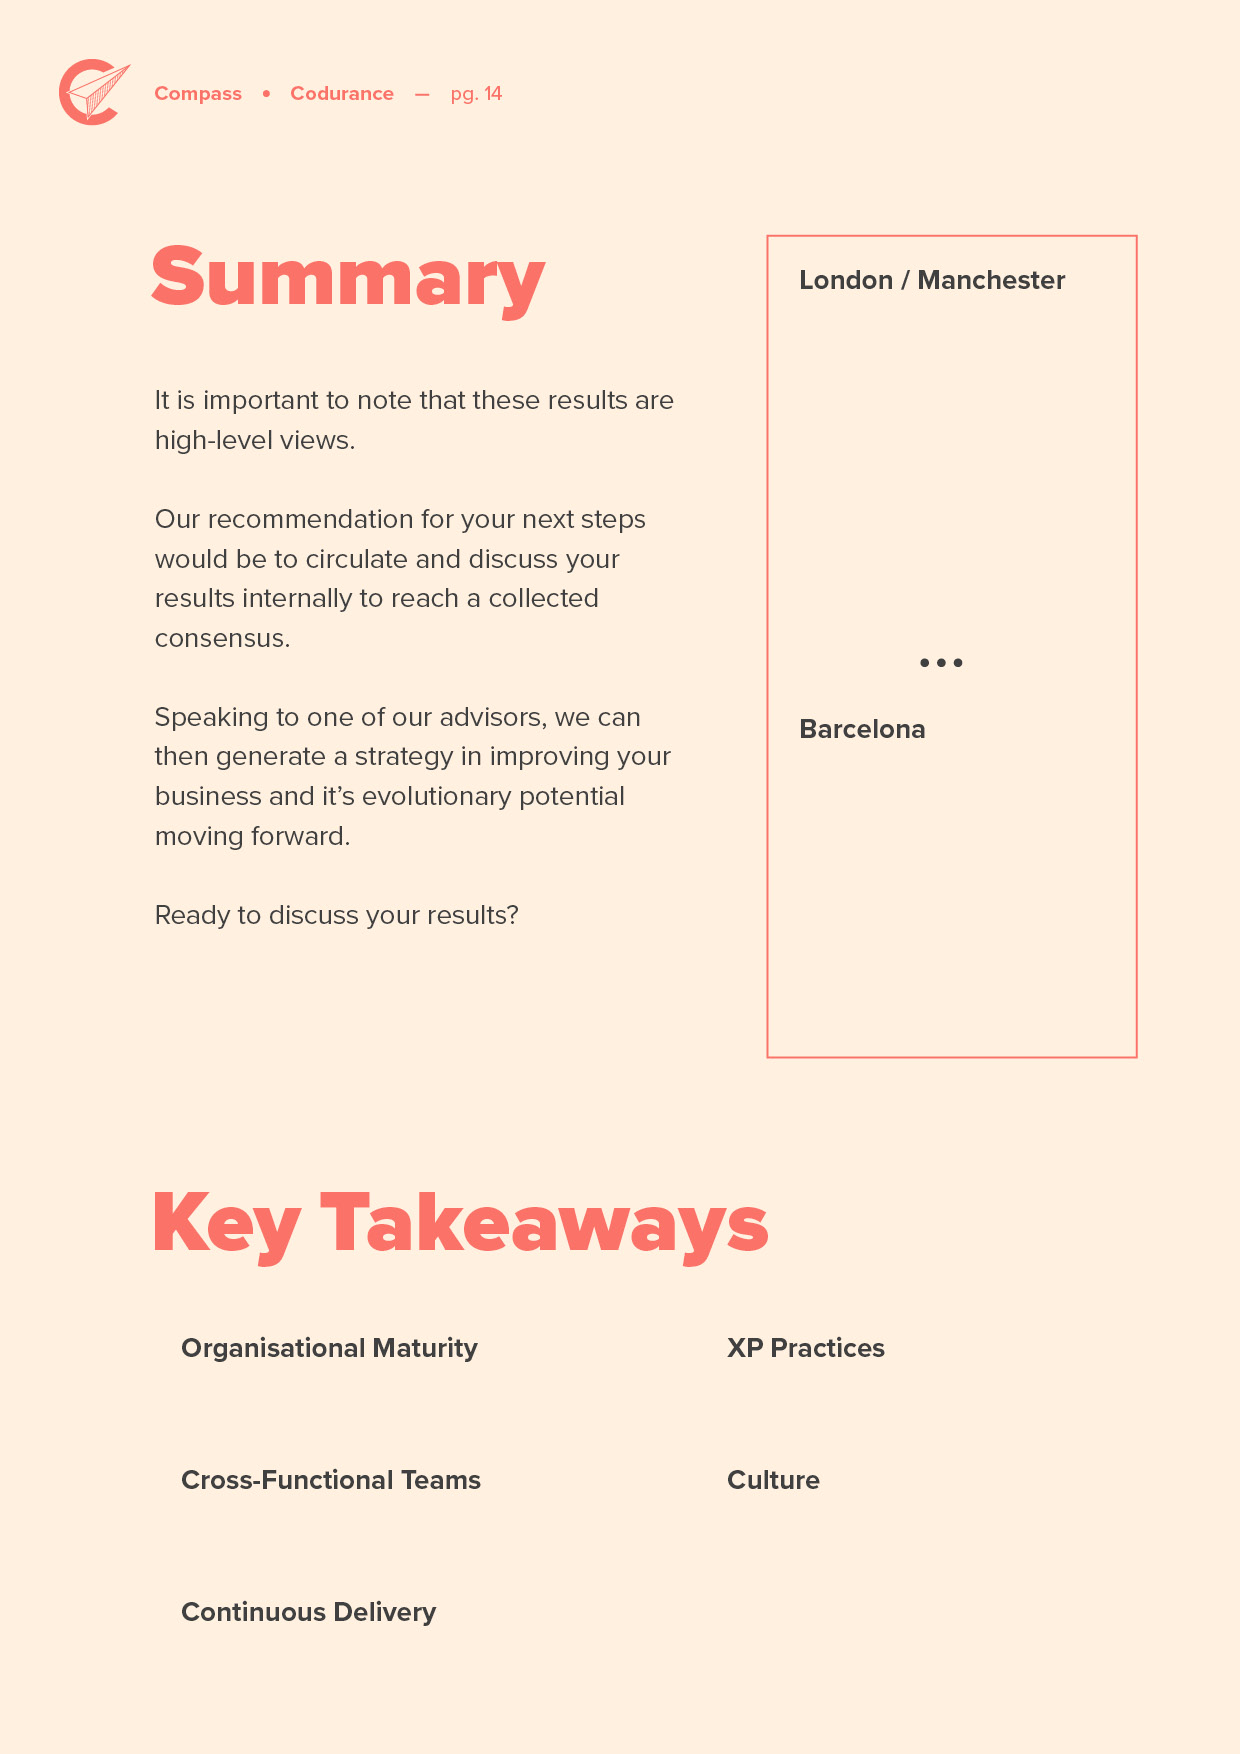 Compass • Codurance — pg. 14
Summary
It is important to note that these results are
high-level views.
Our recommendation for your next steps
would be to circulate and discuss your
results internally to reach a collected
consensus.
Speaking to one of our advisors, we can
then generate a strategy in improving your
business and it’s evolutionary potential
moving forward.
Ready to discuss your results?
London / Manchester
•••
Barcelona
Key Takeaways
Organisational Maturity
XP Practices
Cross-Functional Teams
Culture
Continuous Delivery